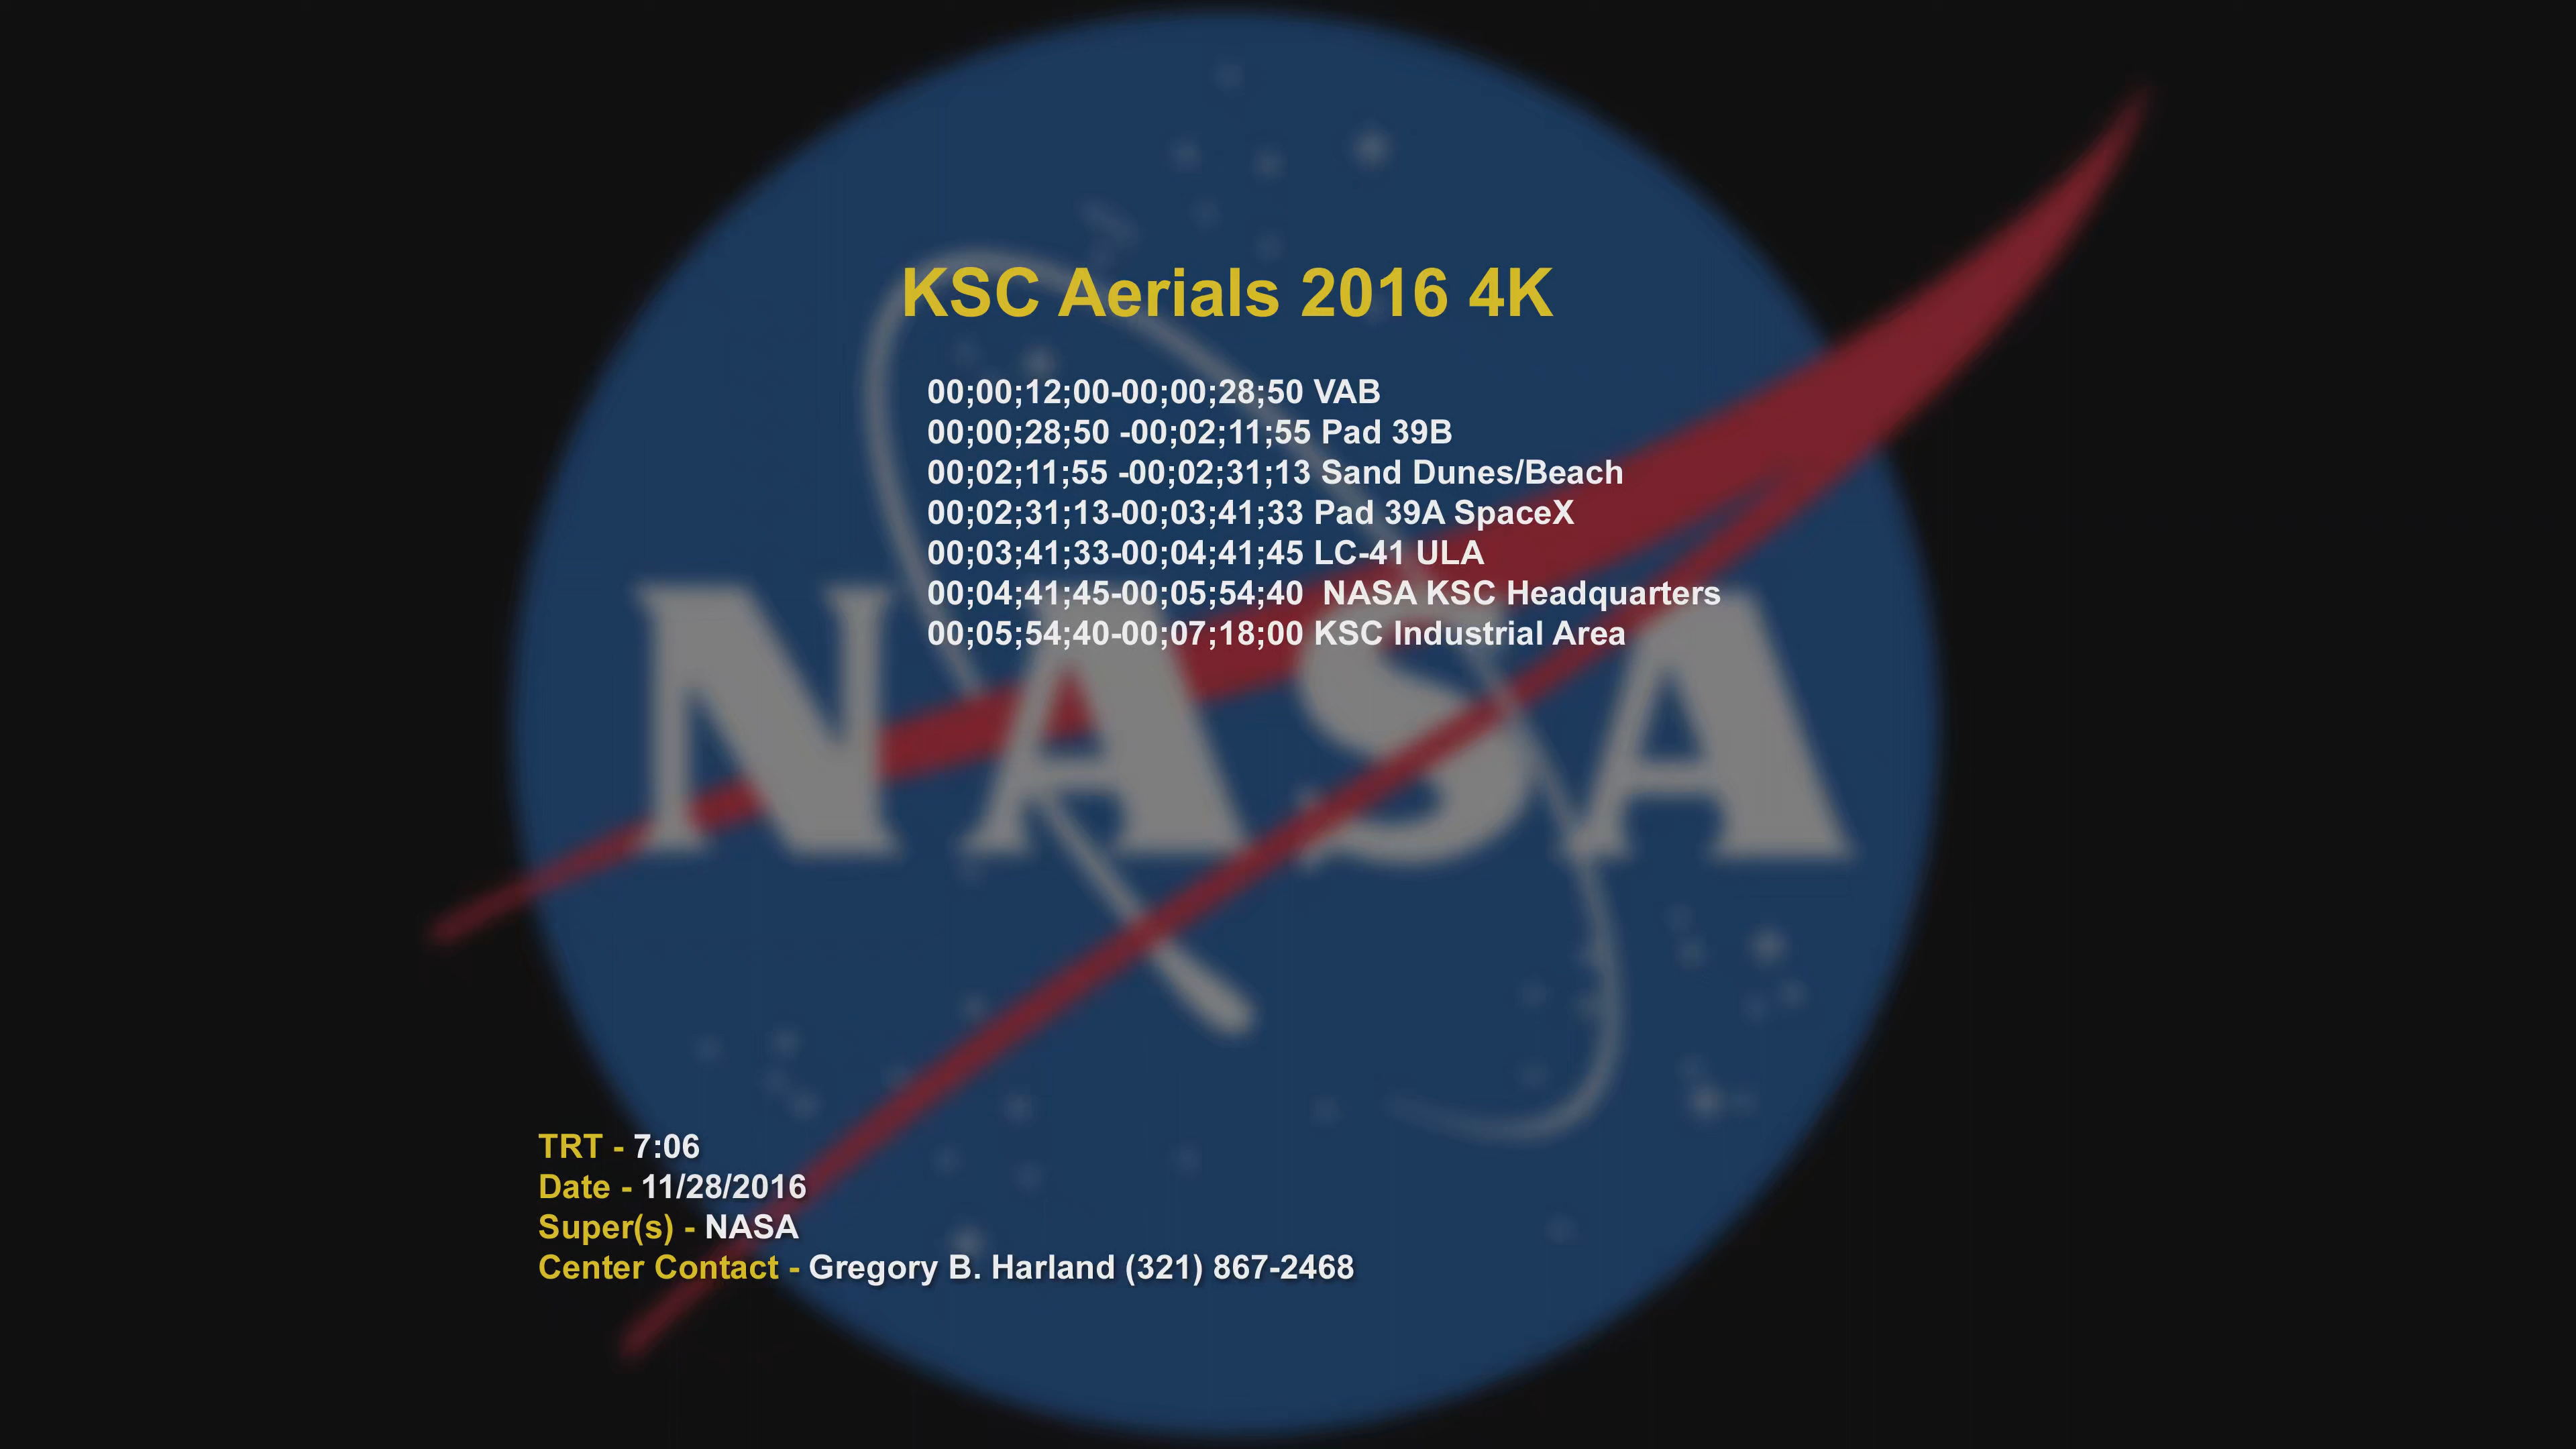 KSC Aerials 2016 4K
00;00;12;00-00;00;28;50 VAB
00;00;28;50 -00;02;11;55 Pad 39B
00;02;11;55 -00;02;31;13 Sand Dunes/Beach
00;02;31;13-00;03;41;33 Pad 39A SpaceX
00;03;41;33-00;04;41;45 LC-41 ULA
00;04;41;45-00;05;54;40  NASA KSC Headquarters
00;05;54;40-00;07;18;00 KSC Industrial Area
NASA
TRT - 7:06
Date - 11/28/2016
Super(s) - NASA
Center Contact - Gregory B. Harland (321) 867-2468